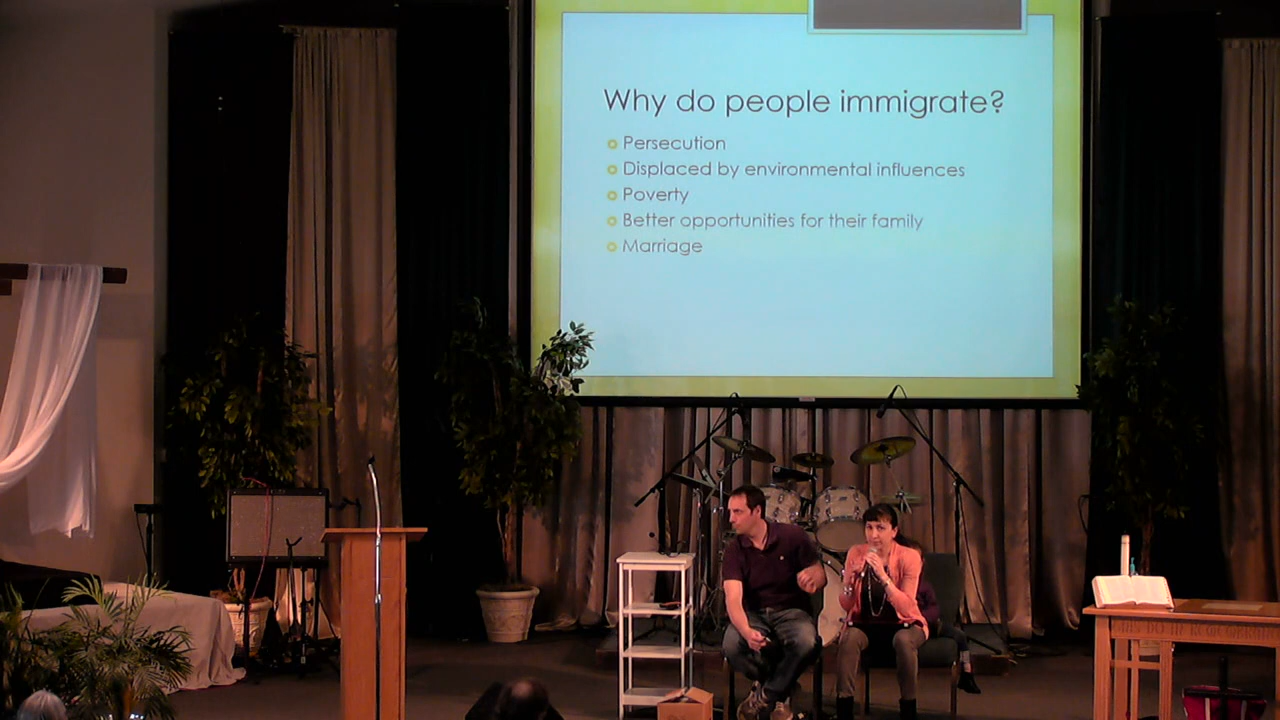 Why do people immigrate?
Persecution
Displaced by environmental influences
Poverty
Better opportunities for their family
Marriage